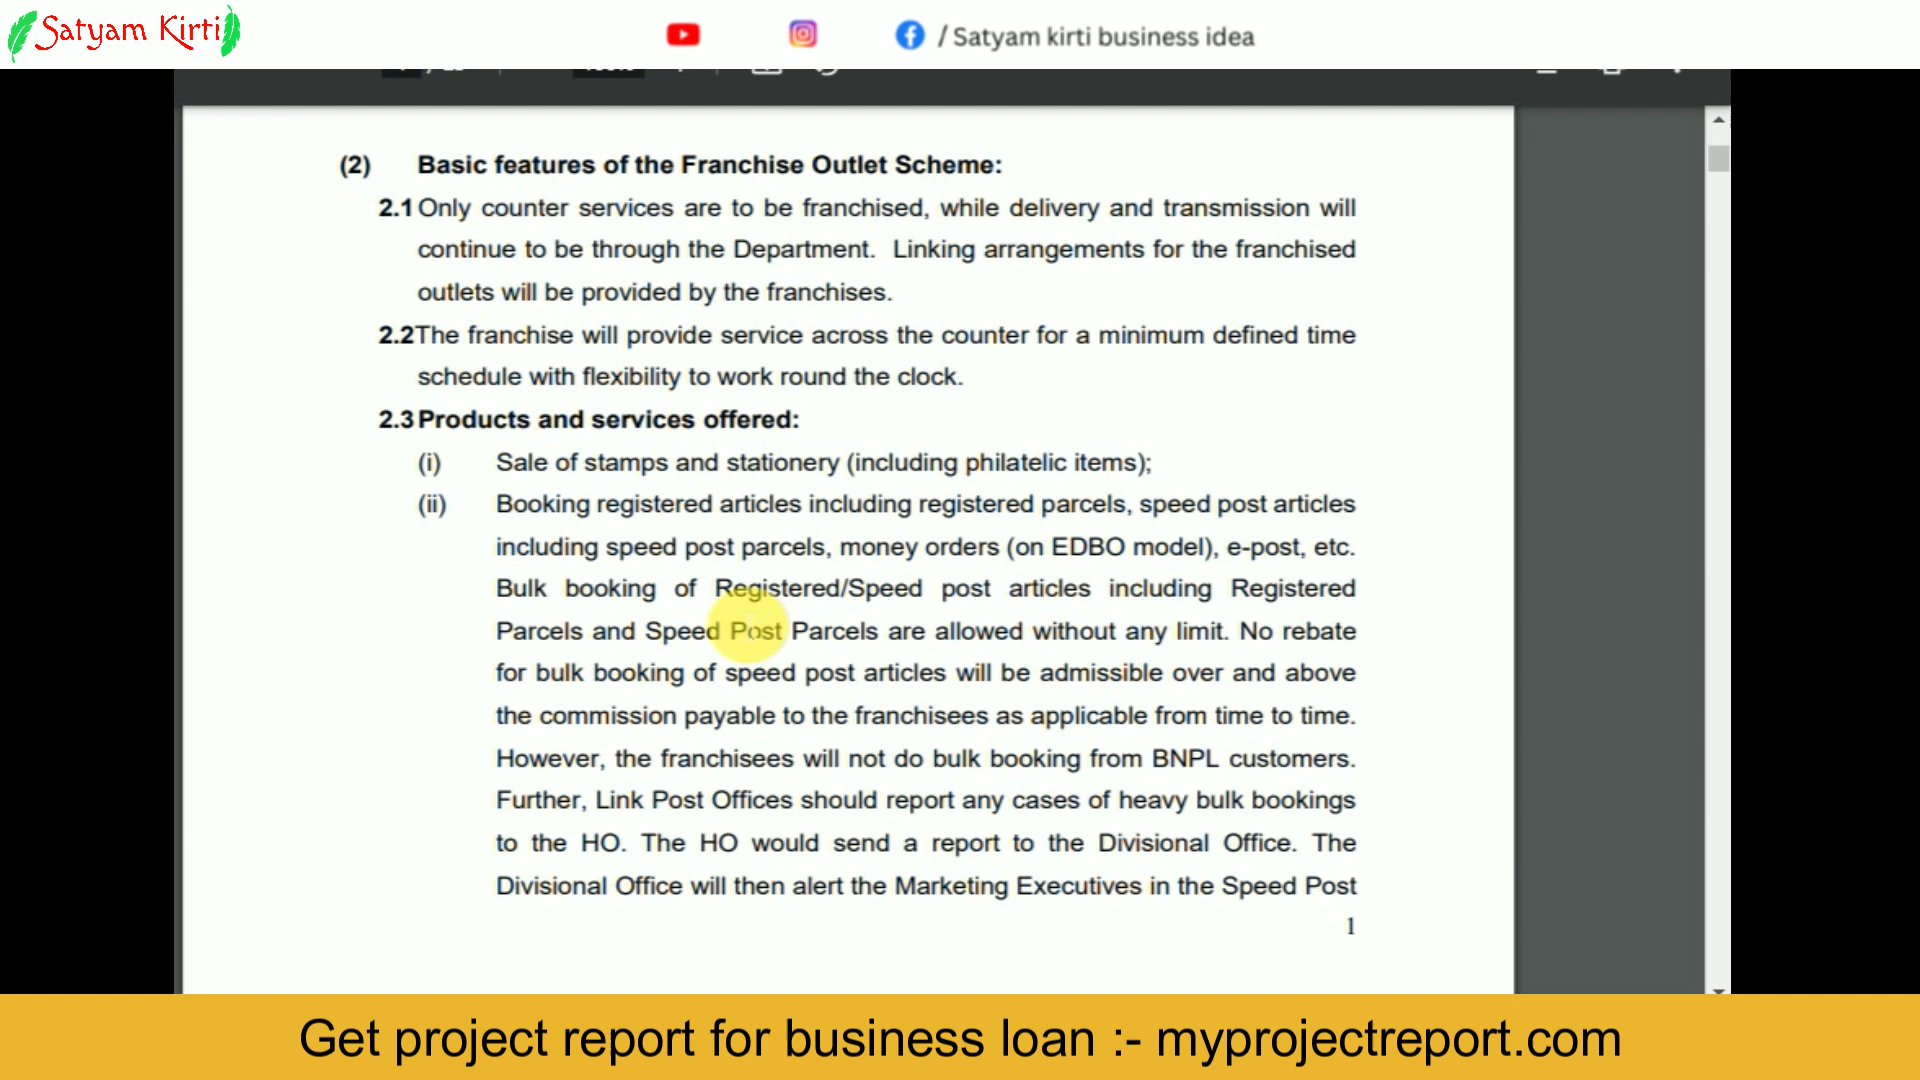 Satyam Kirti
/ Satyam kirti business idea
(2) Basic features of the Franchise Outlet Scheme:
2.1 Only counter services are to be franchised, while delivery and transmission will
continue to be through the Department. Linking arrangements for the franchised
outlets will be provided by the franchises.
2.2The franchise will provide service across the counter for a minimum defined time
schedule with flexibility to work round the clock.
2.3 Products and services offered:
(i) Sale of stamps and stationery (including philatelic items);
(ii) Booking registered articles including registered parcels, speed post articles
including speed post parcels, money orders (on EDBO model), e-post, etc.
Bulk booking of Registered/Speed post articles including Registered
Parcels and Speed Post Parcels are allowed without any limit. No rebate
for bulk booking of speed post articles will be admissible over and above
the commission payable to the franchisees as applicable from time to time.
However, the franchisees will not do bulk booking from BNPL customers.
Further, Link Post Offices should report any cases of heavy bulk bookings
to the HO. The HO would send a report to the Divisional Office. The
Divisional Office will then alert the Marketing Executives in the Speed Post
1
Get project report for business loan :- myprojectreport.com